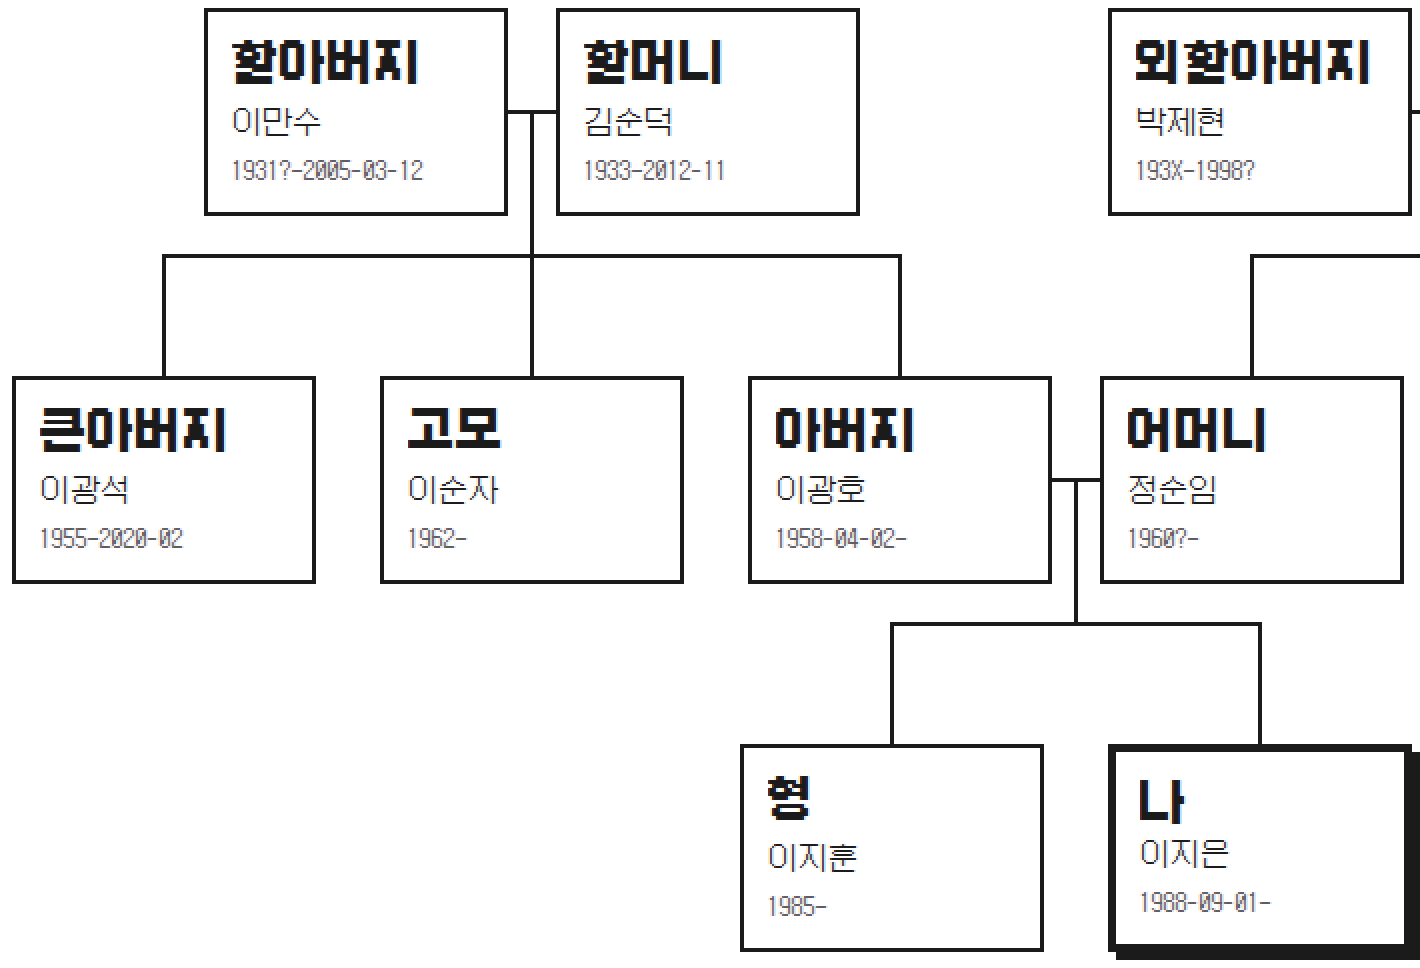 할아버지
이만수
1931?-2005-03-12
할머니
김순덕
1933-2012-11
외할아버지
박제현
193X-1998?
큰아버지
이광석
1955-2020-02
고모
이순자
1962-
아버지
이광호
1958-04-02-
어머니
정순임
1960?-
형
이지훈
1985-
나
이지은
1988-09-01-